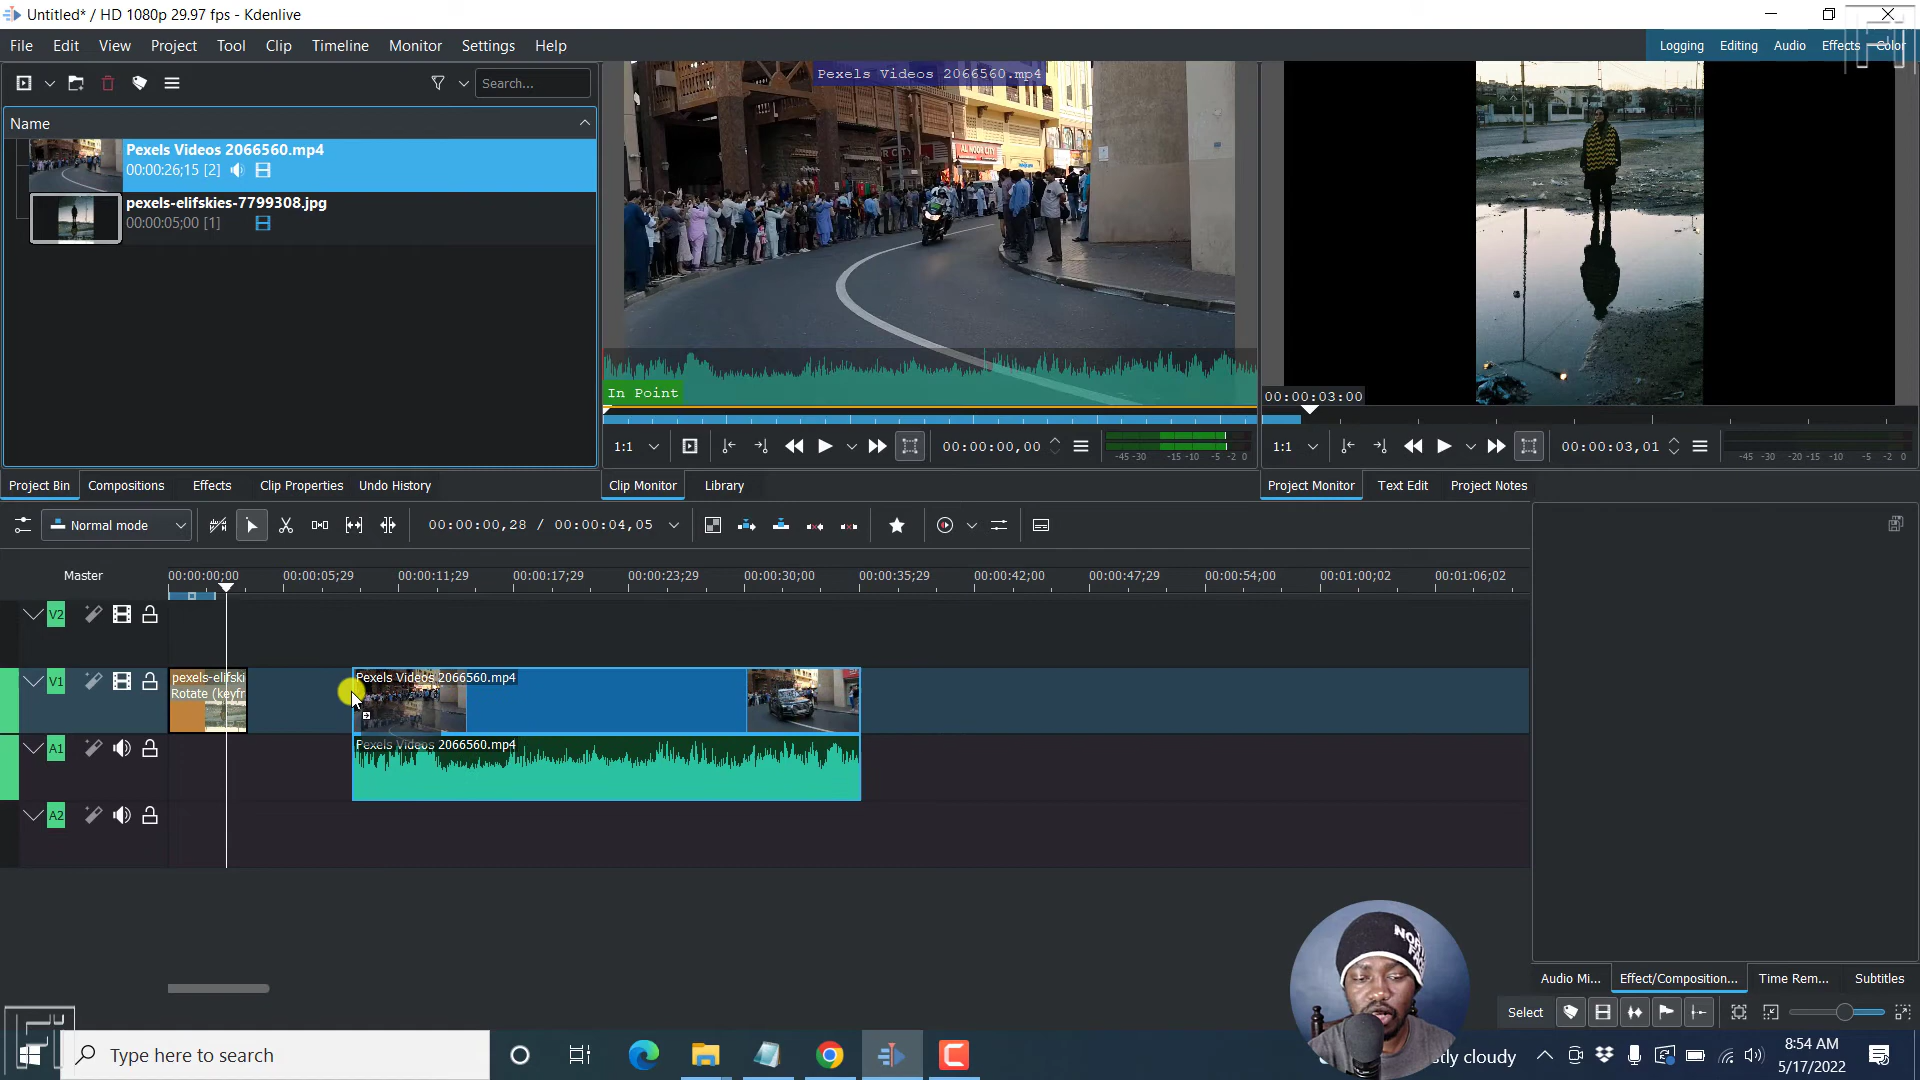 Untitled* / HD 1080p 29.97 fps - Kdenlive
File Edit View Project Tool Clip Timeline Monitor Settings Help
Logging Editing Audio Effects Color
Search...
Name
Pexels Videos 2066560.mp4
00:00:26;15 [2]
pexels-elifskies-7799308.jpg
00:00:05;00 [1]
Pexels Videos 2066560.mp4
AL NOOR CITY
In Point
00:00:03:00
1:1 00:00:00,00 -45 -30 -15 -10 -5 -2 0
1:1 00:00:03,01 -45 -30 -20 -15 -10 -5 -2 0
Project Bin Compositions Effects Clip Properties Undo History
Clip Monitor Library
Project Monitor Text Edit Project Notes
Normal mode 00:00:00,28 / 00:00:04,05
Master
00:00:00;00 00:00:05;29 00:00:11;29 00:00:17;29 00:00:23;29 00:00:30;00 00:00:35;29 00:00:42;00 00:00:47;29 00:00:54;00 00:01:00;02 00:01:06;02
V2
V1
pexels-elifski
Rotate (keyfr
Pexels Videos 2066560.mp4
A1
Pexels Videos 2066560.mp4
A2
NORTH
FACE
Audio Mi... Effect/Composition... Time Rem... Subtitles
Select
Type here to search
stly cloudy
8:54 AM
5/17/2022